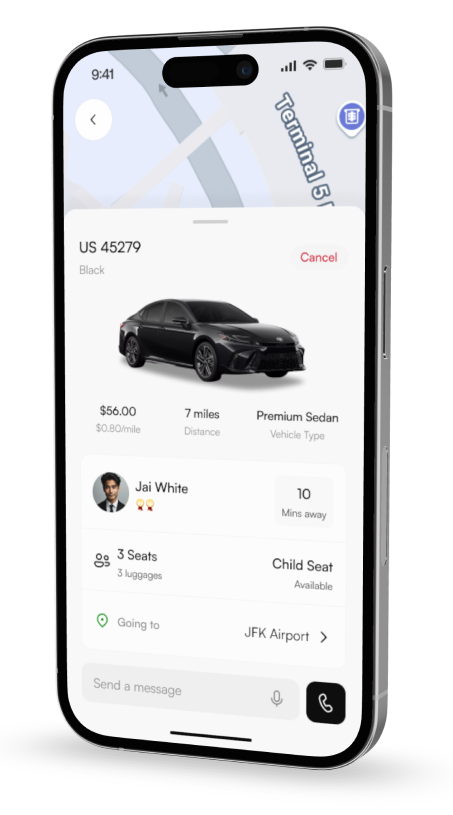 9:41
Terminal 5
US 45279
Cancel
Black
$56.00
$0.80/mile
7 miles
Distance
Premium Sedan
Vehicle Type
Jai White
10
Mins away
3 Seats
3 luggages
Child Seat
Available
Going to
JFK Airport
Send a message